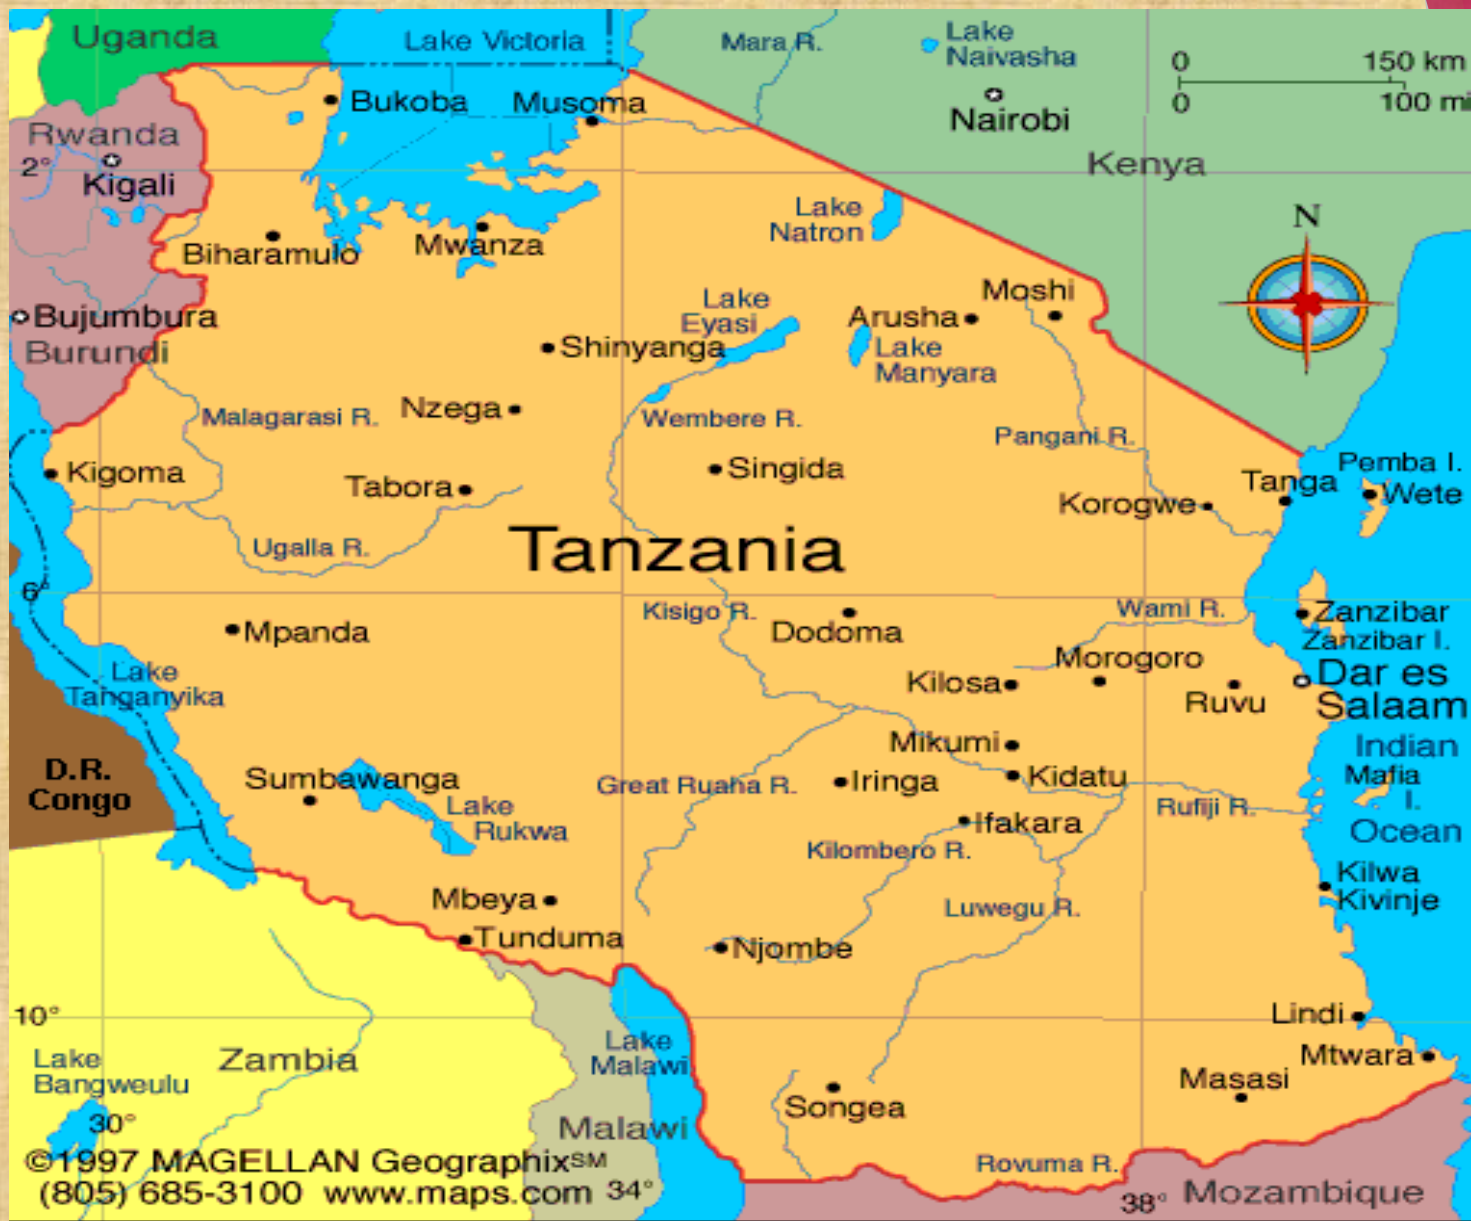 Uganda
Lake Victoria
Mara R.
Lake
Naivasha
0
150 km
0
100 mi
Nairobi
Kenya
Bukoba
Musoma
Rwanda
2°
Kigali
Lake
Natron
N
Biharamulo
Mwanza
Bujumbura
Burundi
Lake
Eyasi
Arusha
Moshi
Shinyanga
Lake
Manyara
Malagarasi R.
Nzega
Wembere R.
Pangani R.
Kigoma
Tabora
Singida
Korogwe
Tanga
Pemba I.
Wete
Ugalla R.
Tanzania
6°
Mpanda
Kisigo R.
Dodoma
Wami R.
Zanzibar
Zanzibar I.
Lake
Tanganyika
Kilosa
Morogoro
Ruvu
Dar es
Salaam
Mikumi
Indian
Ocean
Mafia
I.
D.R.
Congo
Sumbawanga
Lake
Rukwa
Great Ruaha R.
Iringa
Kidatu
Rufiji R.
Ifakara
Kilombero R.
Kilwa
Kivinje
Mbeya
Luwegu R.
Tunduma
Njombe
10°
Lindi
Mtwara
Lake
Bangweulu
Zambia
Lake
Malawi
Masasi
Songea
30°
Malawi
©1997 MAGELLAN Geographix℠
(805) 685-3100 www.maps.com
34°
Rovuma R.
38°
Mozambique